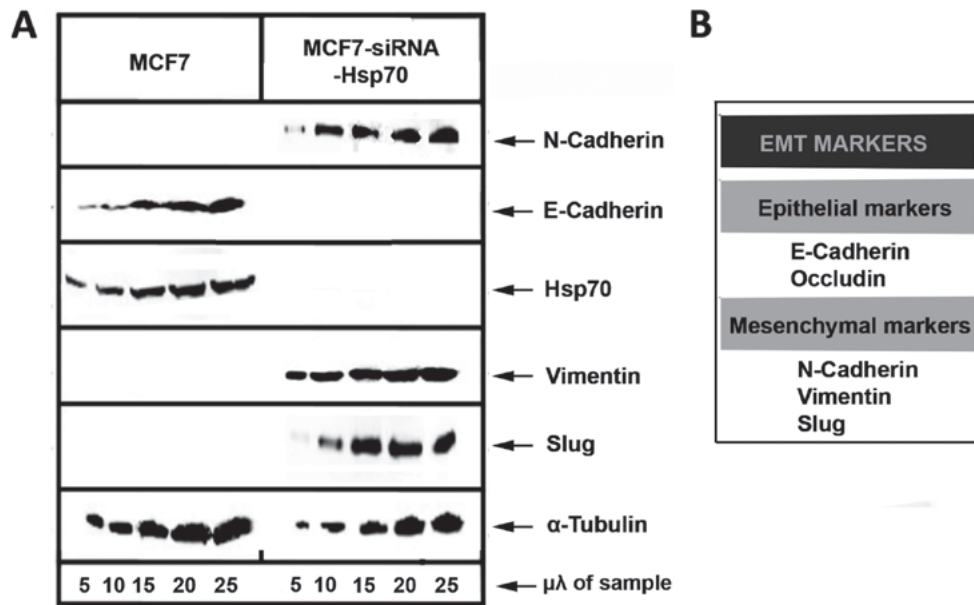 A
MCF7
MCF7-siRNA
-Hsp70
N-Cadherin
E-Cadherin
Hsp70
Vimentin
Slug
α-Tubulin
5 10 15 20 25 5 10 15 20 25
μλ of sample
B
EMT MARKERS
Epithelial markers
E-Cadherin
Occludin
Mesenchymal markers
N-Cadherin
Vimentin
Slug